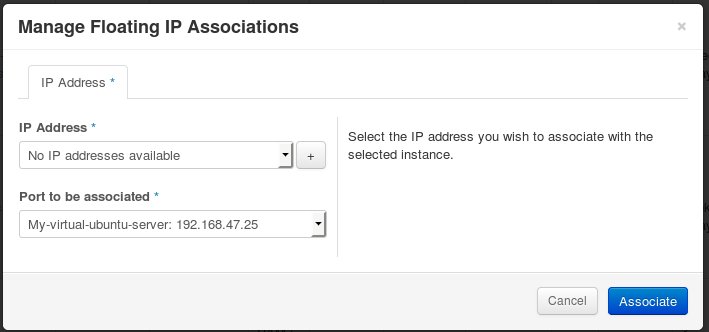 Manage Floating IP Associations
×
IP Address *
IP Address *
No IP addresses available
+
Select the IP address you wish to associate with the
selected instance.
Port to be associated *
My-virtual-ubuntu-server: 192.168.47.25
Cancel
Associate